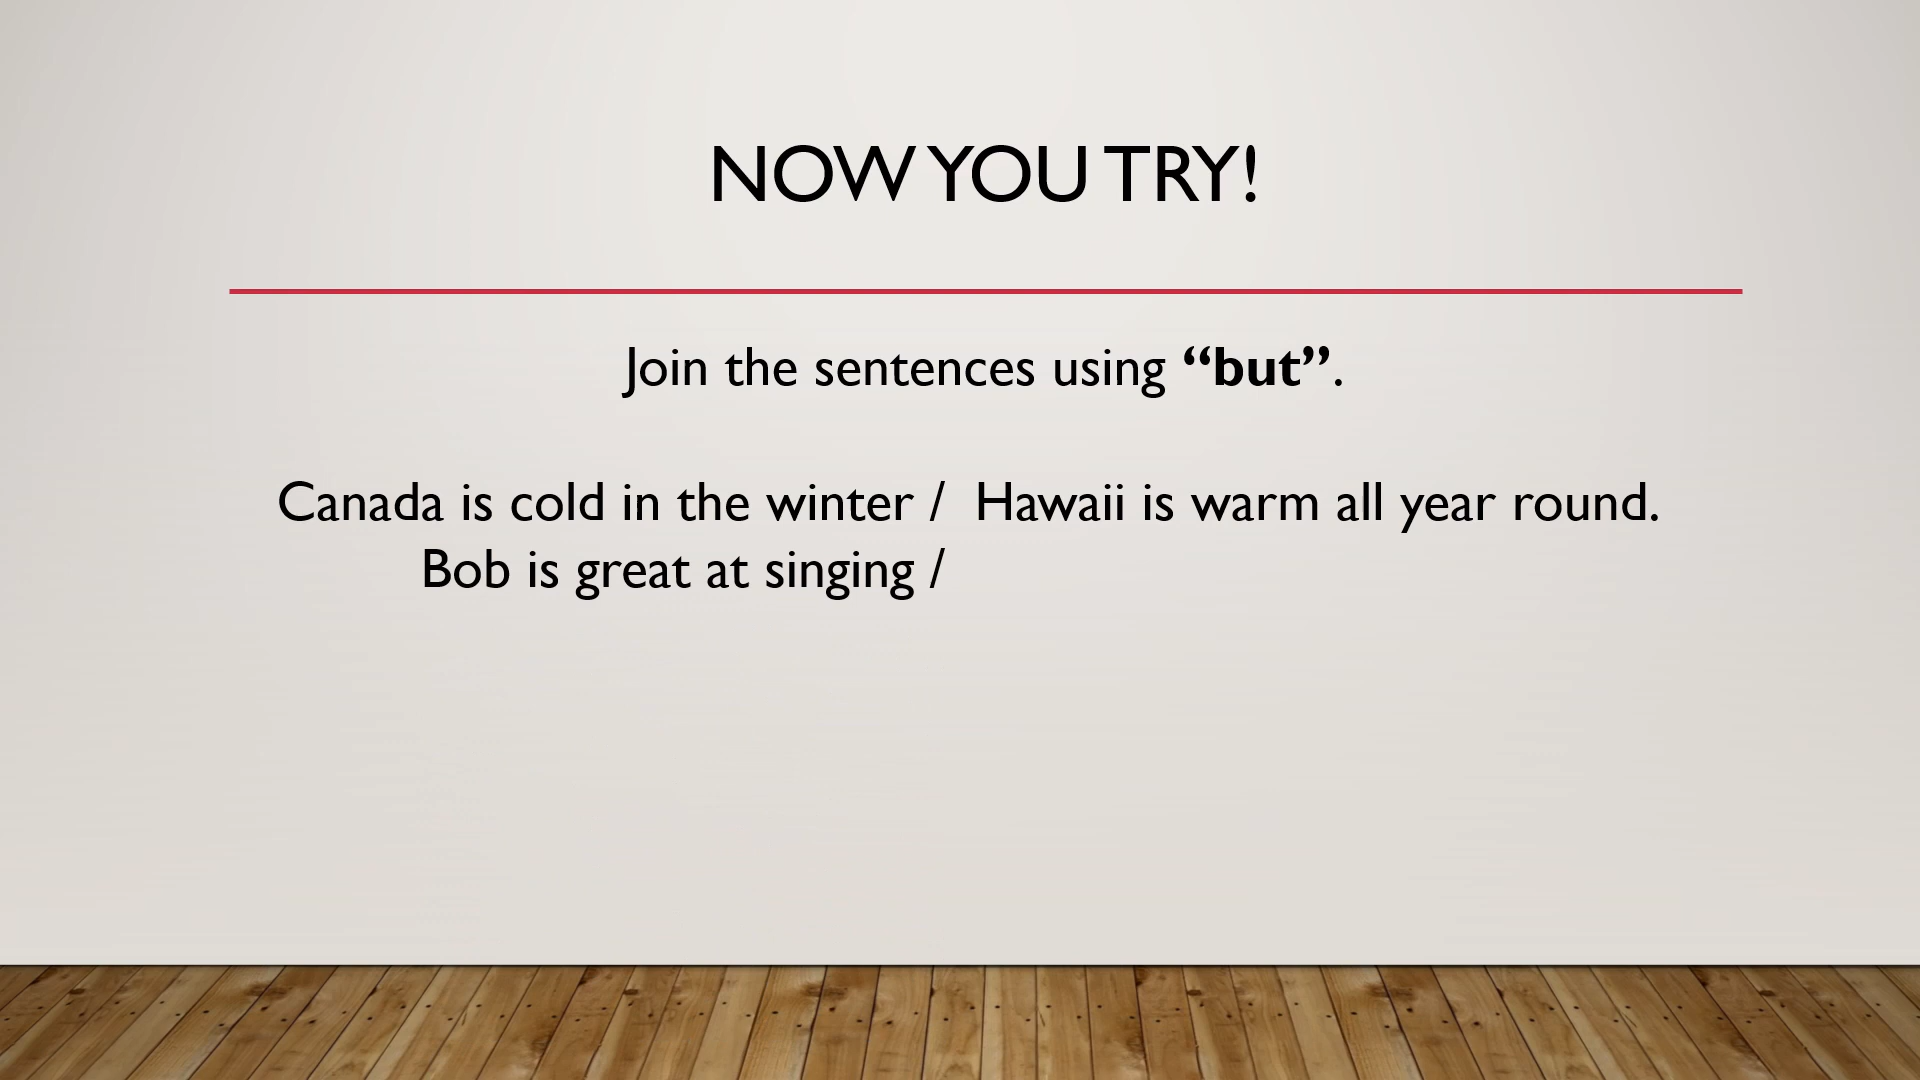 NOW YOU TRY!
Join the sentences using “but”.
Canada is cold in the winter / Hawaii is warm all year round.
Bob is great at singing /